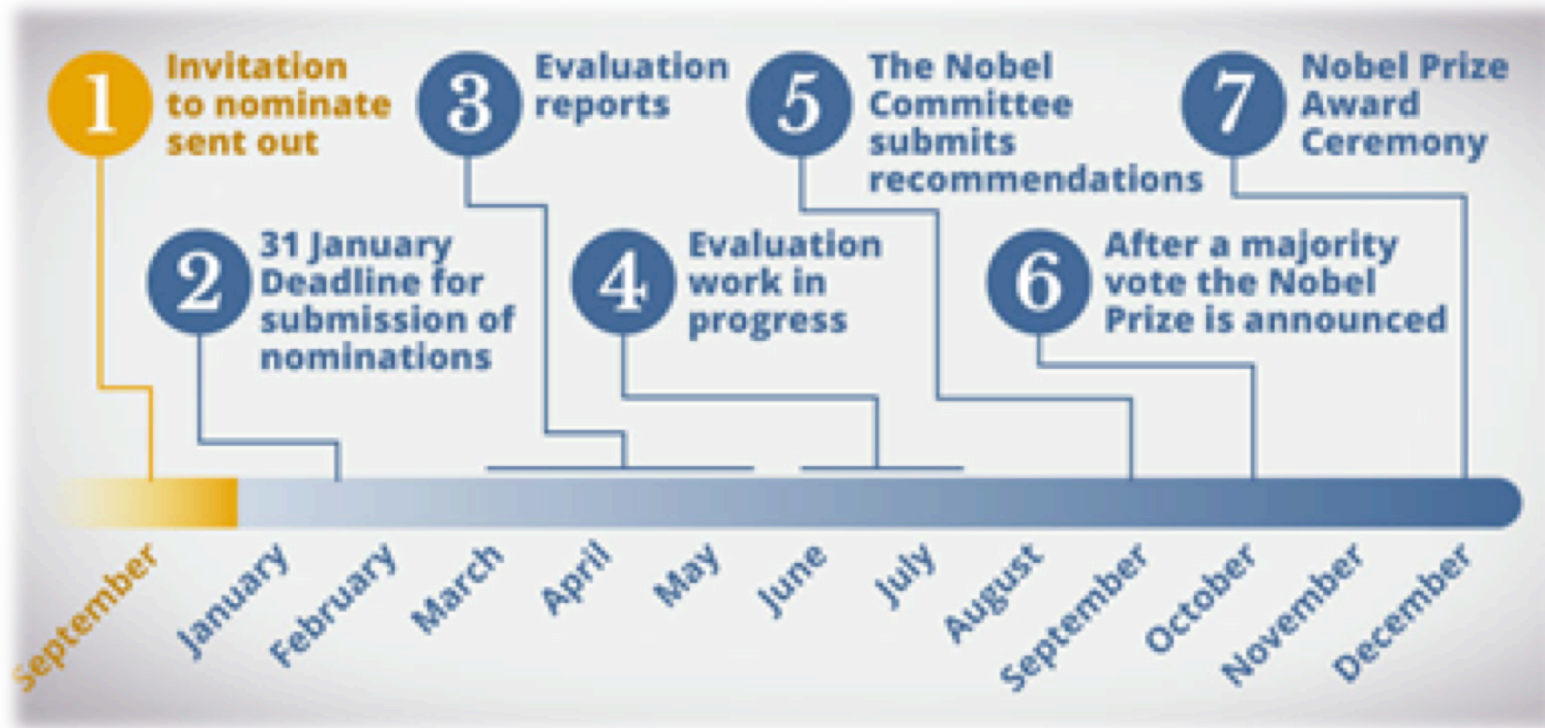 1
Invitation
to nominate
sent out
2
31 January
Deadline for
submission of
nominations
3
Evaluation
reports
4
Evaluation
work in
progress
5
The Nobel
Committee
submits
recommendations
6
After a majority
vote the Nobel
Prize is announced
7
Nobel Prize
Award
Ceremony
September
January
February
March
April
May
June
July
August
September
October
November
December